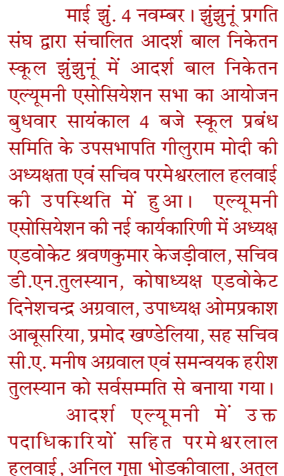 माई झुं. 4 नवम्बर। झुंझुनूं प्रगति
संघ द्वारा संचालित आदर्श बाल निकेतन
स्कूल झुंझुनूं में आदर्श बाल निकेतन
एल्यूमनी एसोसियेशन सभा का आयोजन
बुधवार सायंकाल 4 बजे स्कूल प्रबंध
समिति के उपसभापति गीलुराम मोदी की
अध्यक्षता एवं सचिव परमेश्वरलाल हलवाई
की उपस्थिति में हुआ। एल्यूमनी
एसोसियेशन की नई कार्यकारिणी में अध्यक्ष
एडवोकेट श्रवणकुमार केजड़ीवाल, सचिव
डी.एन.तुलस्यान, कोषाध्यक्ष एडवोकेट
दिनेशचन्द्र अग्रवाल, उपाध्यक्ष ओमप्रकाश
आबूसरिया, प्रमोद खण्डेलिया, सह सचिव
सी.ए. मनीष अग्रवाल एवं समन्वयक हरीश
तुलस्यान को सर्वसम्मति से बनाया गया।
आदर्श एल्यूमनी में उक्त
पदाधिकारियों सहित परमेश्वरलाल
हलवाई, अनिल गुप्ता भोडकीवाला, अतुल